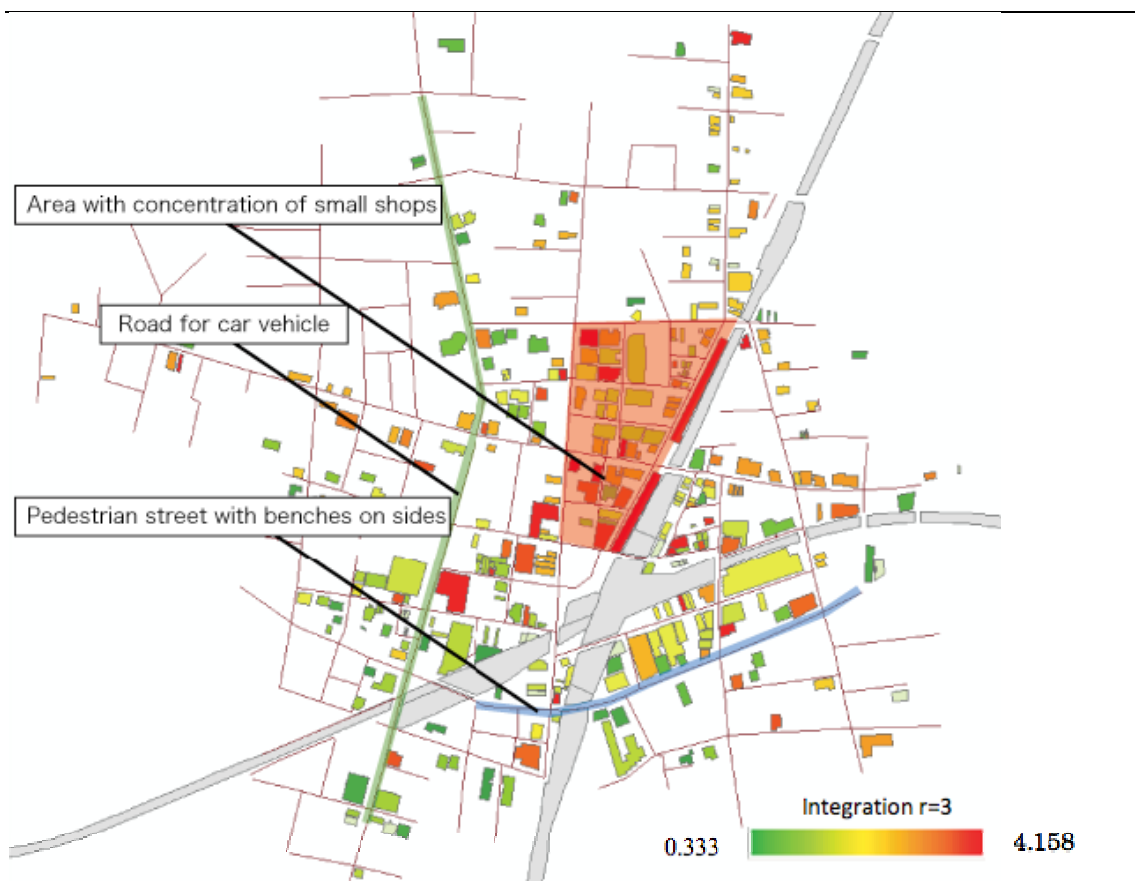 Area with concentration of small shops
Road for car vehicle
Pedestrian street with benches on sides
Integration r=3
0.333
4.158